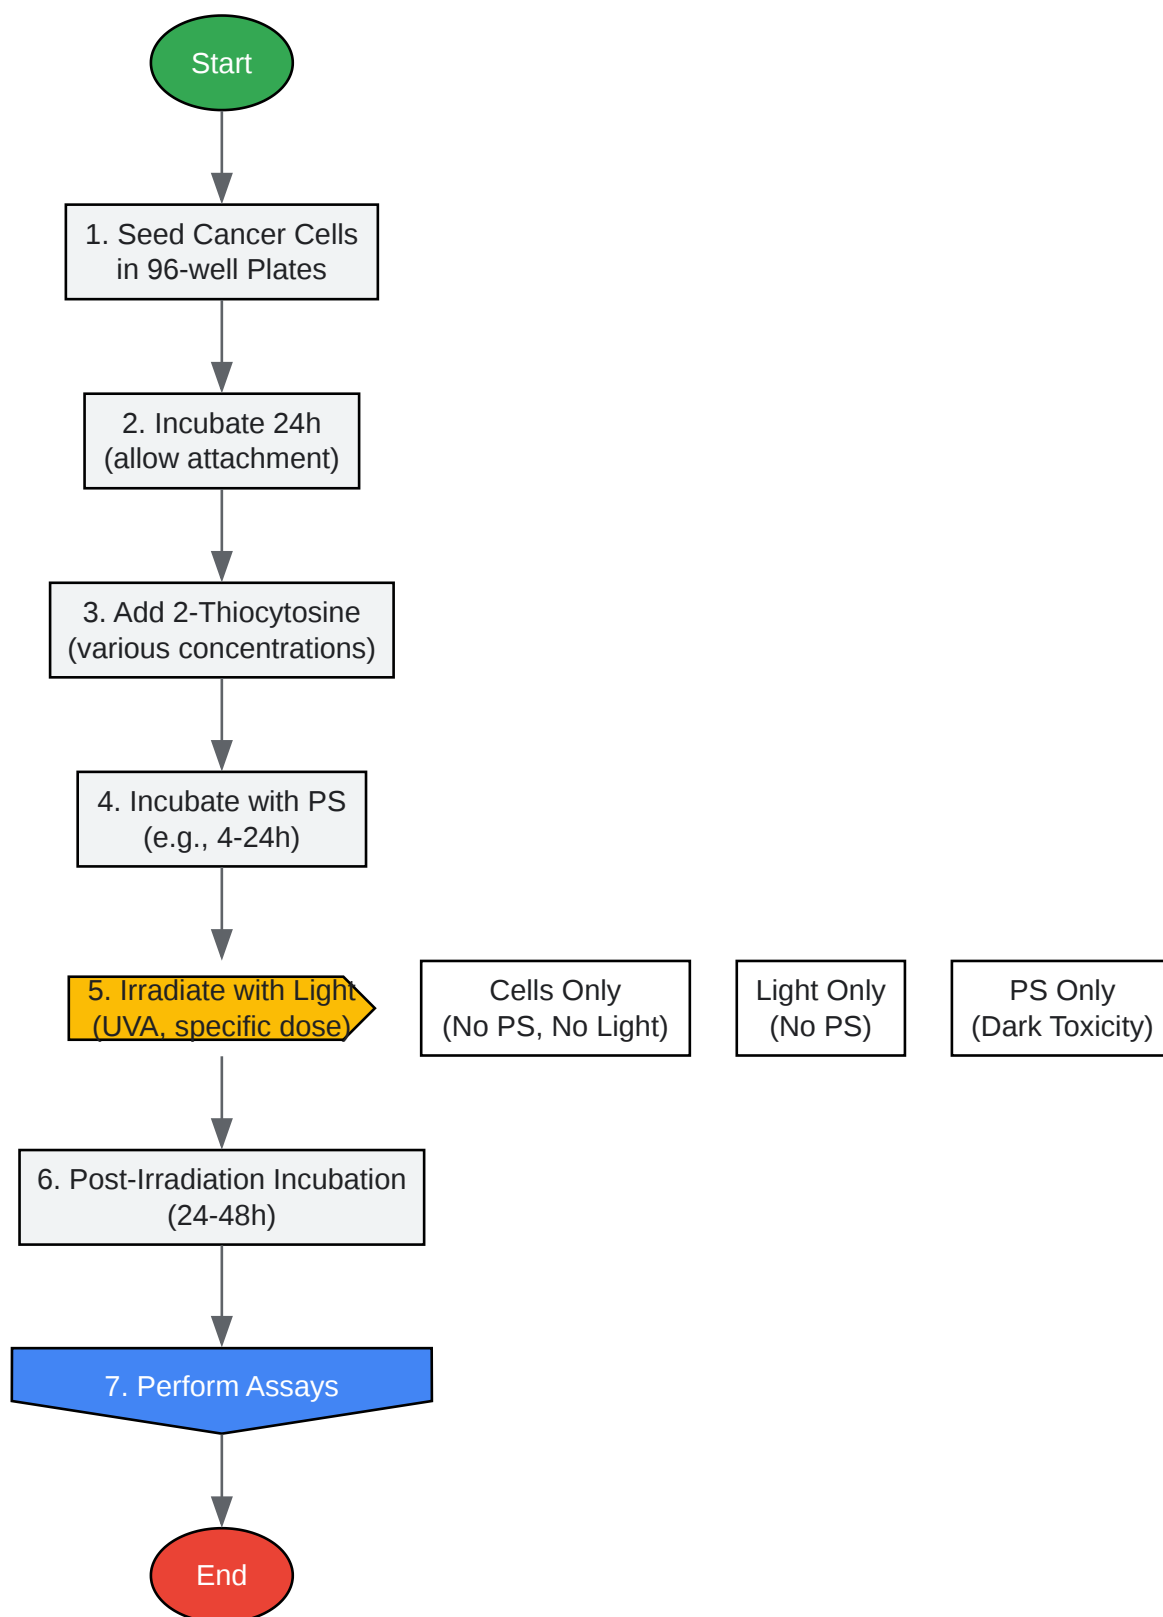 Start
1. Seed Cancer Cells
in 96-well Plates
2. Incubate 24h
(allow attachment)
3. Add 2-Thiocytosine
(various concentrations)
4. Incubate with PS
(e.g., 4-24h)
5. Irradiate with Light
(UVA, specific dose)
Cells Only
(No PS, No Light)
Light Only
(No PS)
PS Only
(Dark Toxicity)
6. Post-Irradiation Incubation
(24-48h)
7. Perform Assays
End